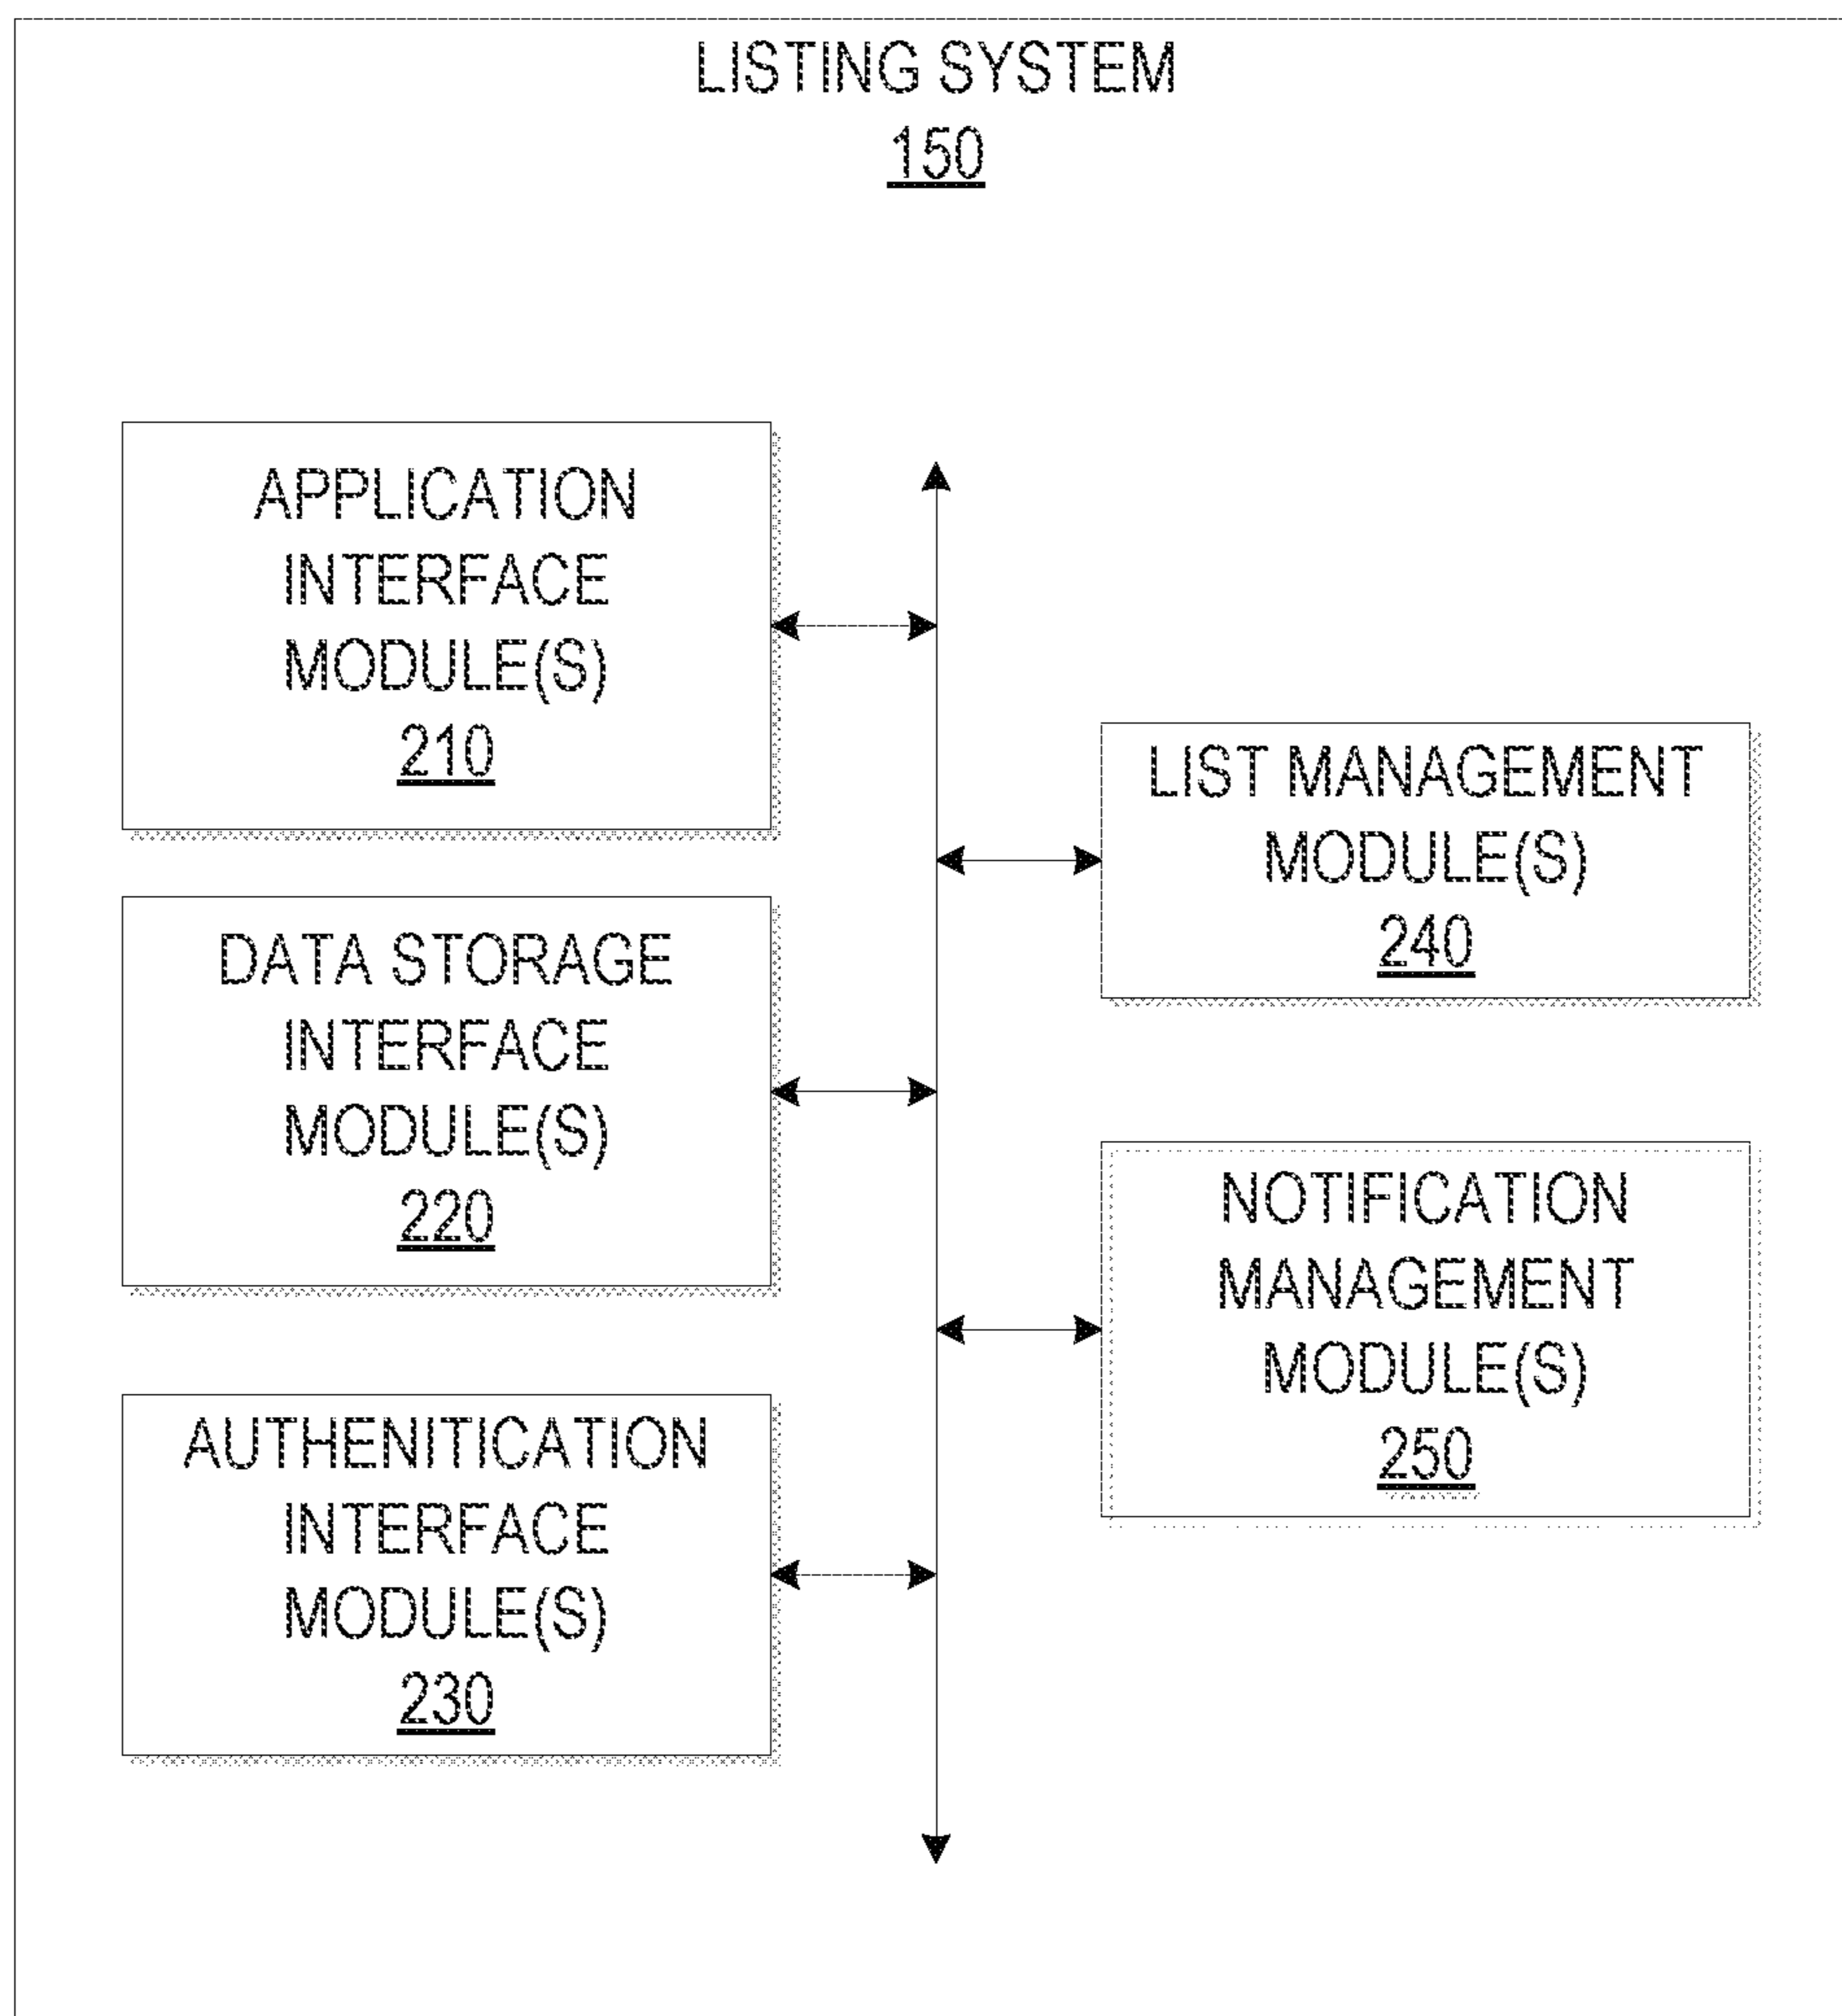 LISTING SYSTEM
150
APPLICATION
INTERFACE
MODULE(S)
210
DATA STORAGE
INTERFACE
MODULE(S)
220
AUTHENITICATION
INTERFACE
MODULE(S)
230
LIST MANAGEMENT
MODULE(S)
240
NOTIFICATION
MANAGEMENT
MODULE(S)
250